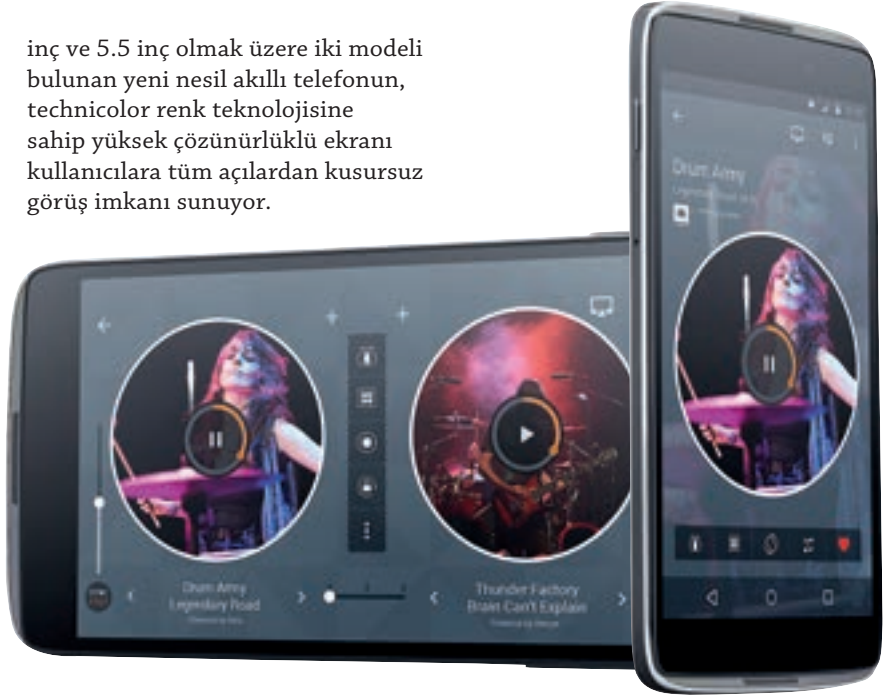 inç ve 5.5 inç olmak üzere iki modeli
bulunan yeni nesil akıllı telefonun,
technicolor renk teknolojisine
sahip yüksek çözünürlüklü ekranı
kullanıcılara tüm açılardan kusursuz
görüş imkanı sunuyor.
Drum Army
Legendary Road
Thunder Factory
Brain Can't Explain
Drum Army